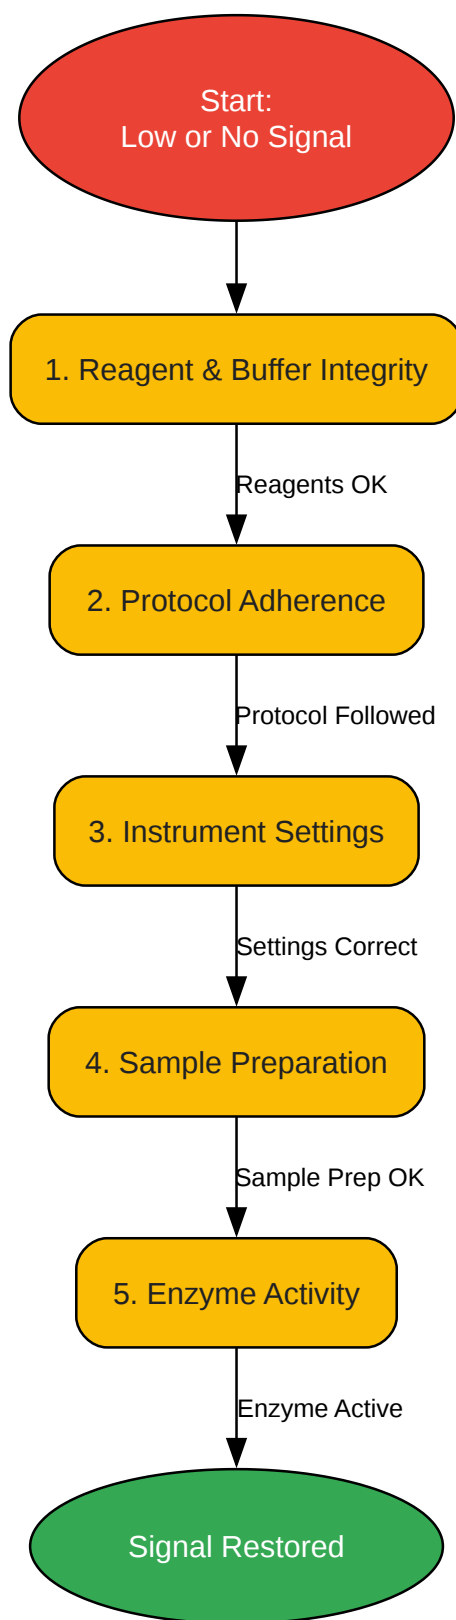 Start:
Low or No Signal
1. Reagent & Buffer Integrity
Reagents OK
2. Protocol Adherence
Protocol Followed
3. Instrument Settings
Settings Correct
4. Sample Preparation
Sample Prep OK
5. Enzyme Activity
Enzyme Active
Signal Restored